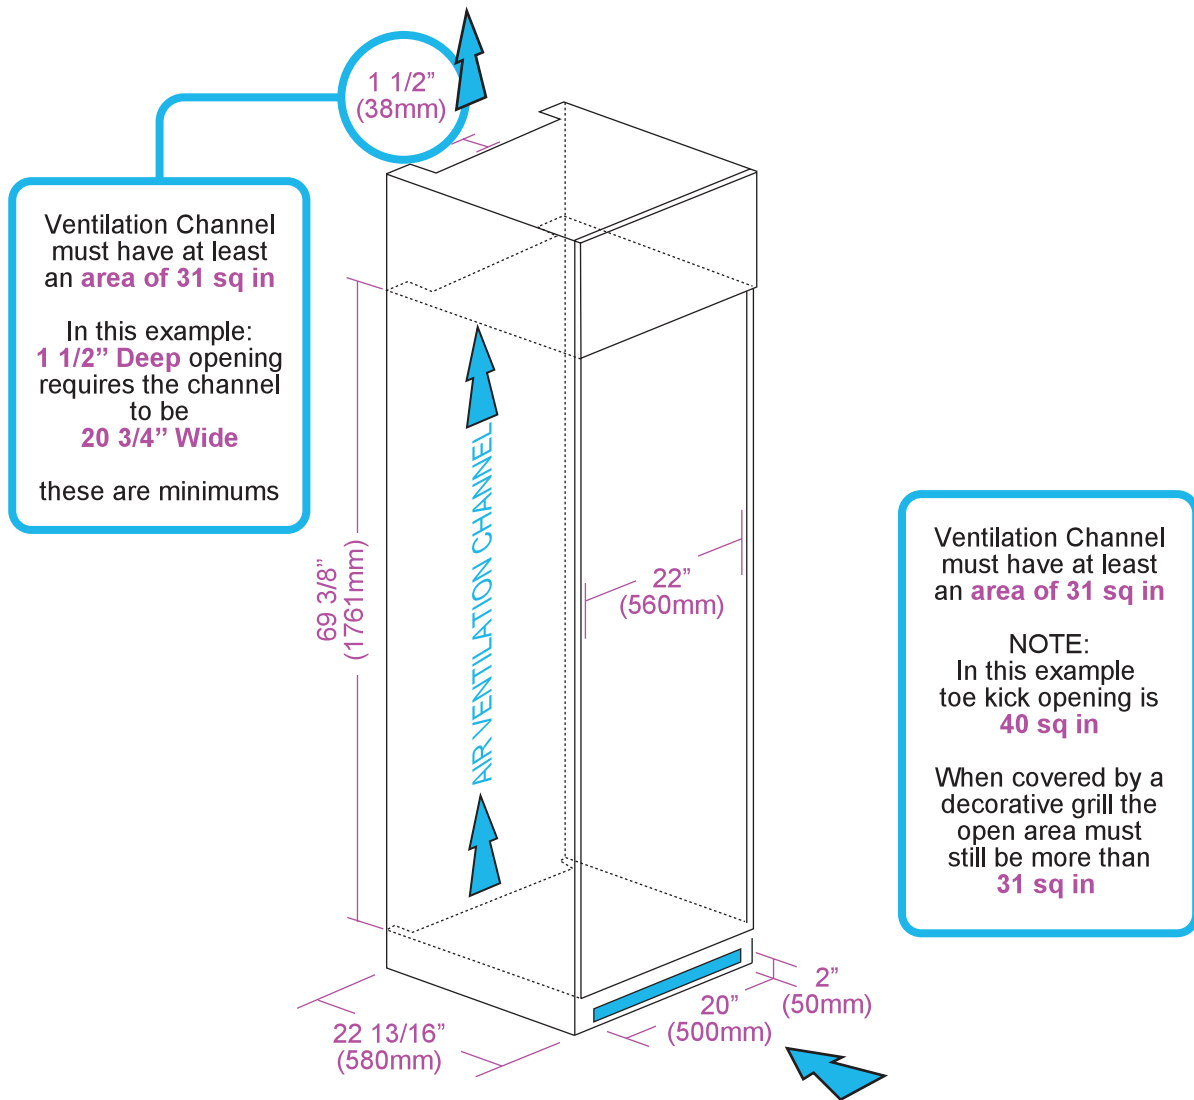 1 1/2”
(38mm)
Ventilation Channel
must have at least
an area of 31 sq in
In this example:
1 1/2” Deep opening
requires the channel
to be
20 3/4” Wide
these are minimums
69 3/8”
(1761mm)
AIR VENTILATION CHANNEL
22”
(560mm)
Ventilation Channel
must have at least
an area of 31 sq in
NOTE:
In this example
toe kick opening is
40 sq in
When covered by a
decorative grill the
open area must
still be more than
31 sq in
2”
(50mm)
20”
(500mm)
22 13/16”
(580mm)